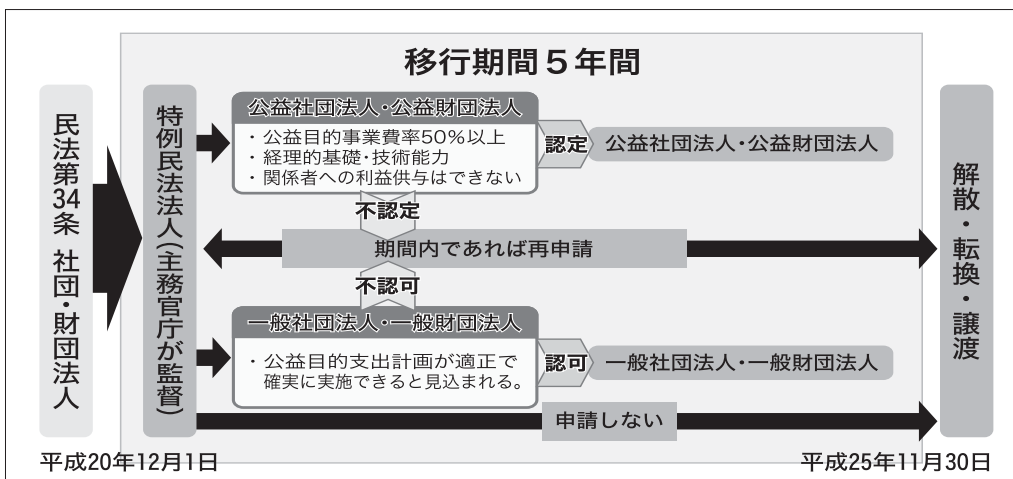 移行期間５年間
民法第34条 社団・財団法人
特例民法法人(主務官庁が監督)
公益社団法人・公益財団法人
・公益目的事業費率50％以上
・経理的基礎・技術能力
・関係者への利益供与はできない
認定
公益社団法人・公益財団法人
不認定
期間内であれば再申請
不認可
一般社団法人・一般財団法人
・公益目的支出計画が適正で
確実に実施できると見込まれる。
認可
一般社団法人・一般財団法人
申請しない
解散・転換・譲渡
平成20年12月1日
平成25年11月30日